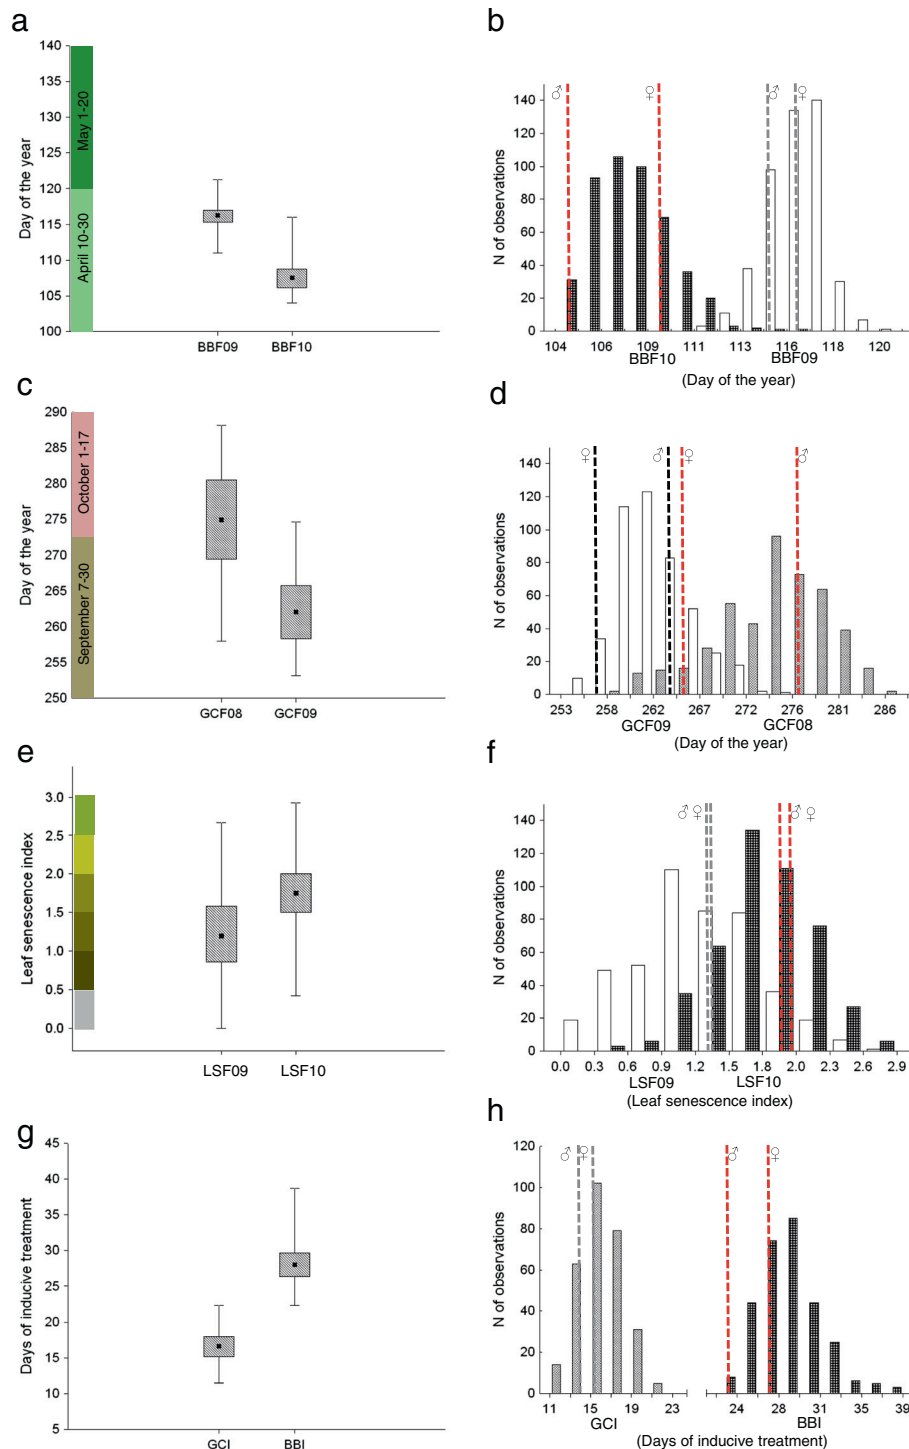 a
140
135
130
125
120
115
110
105
100
Day of the year
May 1-20
April 10-30
BBF09 BBF10
b
♂ ♀ ♂ ♀
140
120
100
80
60
40
20
0
N of observations
104 106 109 111 113 116 118 120
BBF10 BBF09
(Day of the year)
c
290
285
280
275
270
265
260
255
250
Day of the year
October 1-17
September 7-30
GCF08 GCF09
d
♀ ♂ ♀ ♂
140
120
100
80
60
40
20
0
N of observations
253 258 262 267 272 276 281 286
GCF09 GCF08
(Day of the year)
e
3.0
2.5
2.0
1.5
1.0
0.5
0.0
Leaf senescence index
LSF09 LSF10
f
♂ ♀ ♂ ♀
140
120
100
80
60
40
20
0
N of observations
0.0 0.3 0.6 0.9 1.2 1.5 1.8 2.0 2.3 2.6 2.9
LSF09 LSF10
(Leaf senescence index)
g
45
40
35
30
25
20
15
10
5
Days of inducive treatment
GCI BBI
h
♂ ♀ ♂ ♀
120
100
80
60
40
20
0
N of observations
11 15 19 23 24 28 31 35 39
GCI BBI
(Days of inducive treatment)